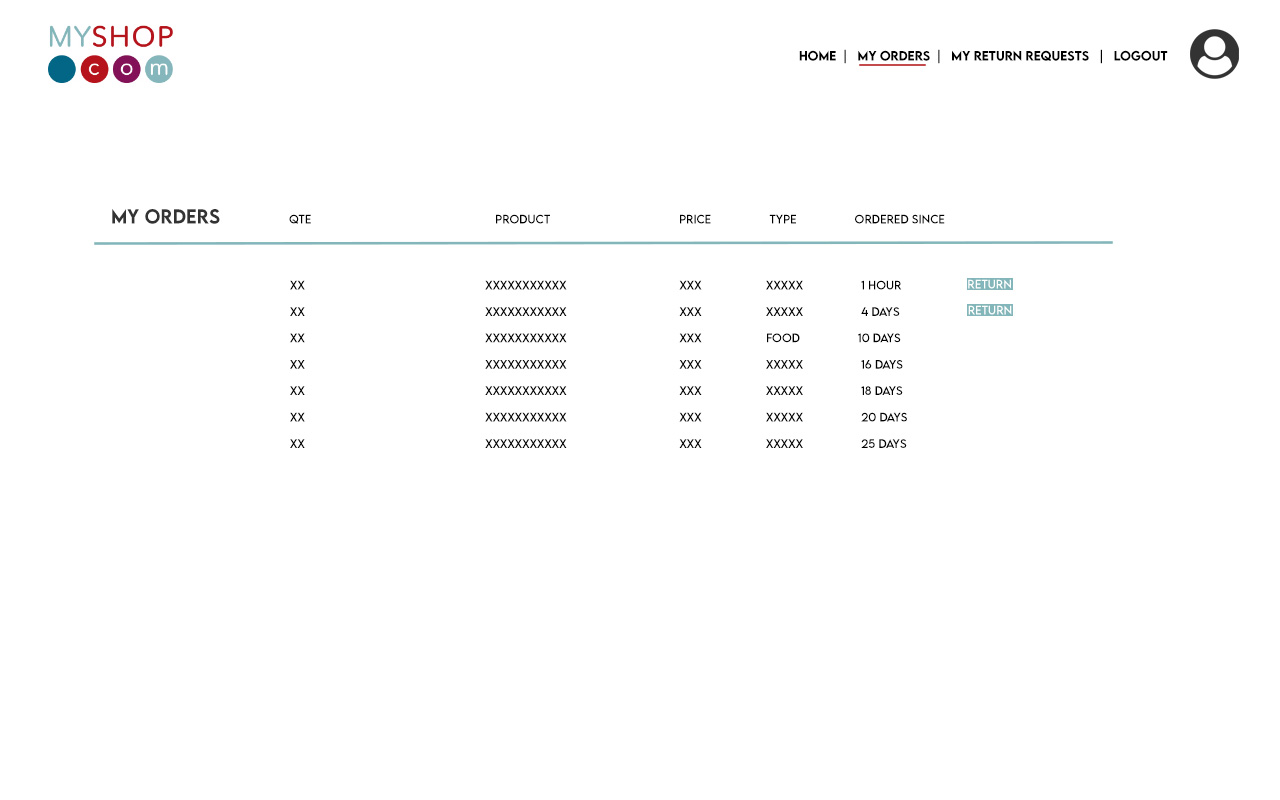 MYSHOP
com
HOME | MY ORDERS | MY RETURN REQUESTS | LOGOUT
MY ORDERS QTE PRODUCT PRICE TYPE ORDERED SINCE
XX XXXXXXXXXXX XXX XXXXX 1 HOUR RETURN
XX XXXXXXXXXXX XXX XXXXX 4 DAYS RETURN
XX XXXXXXXXXXX XXX FOOD 10 DAYS
XX XXXXXXXXXXX XXX XXXXX 16 DAYS
XX XXXXXXXXXXX XXX XXXXX 18 DAYS
XX XXXXXXXXXXX XXX XXXXX 20 DAYS
XX XXXXXXXXXXX XXX XXXXX 25 DAYS